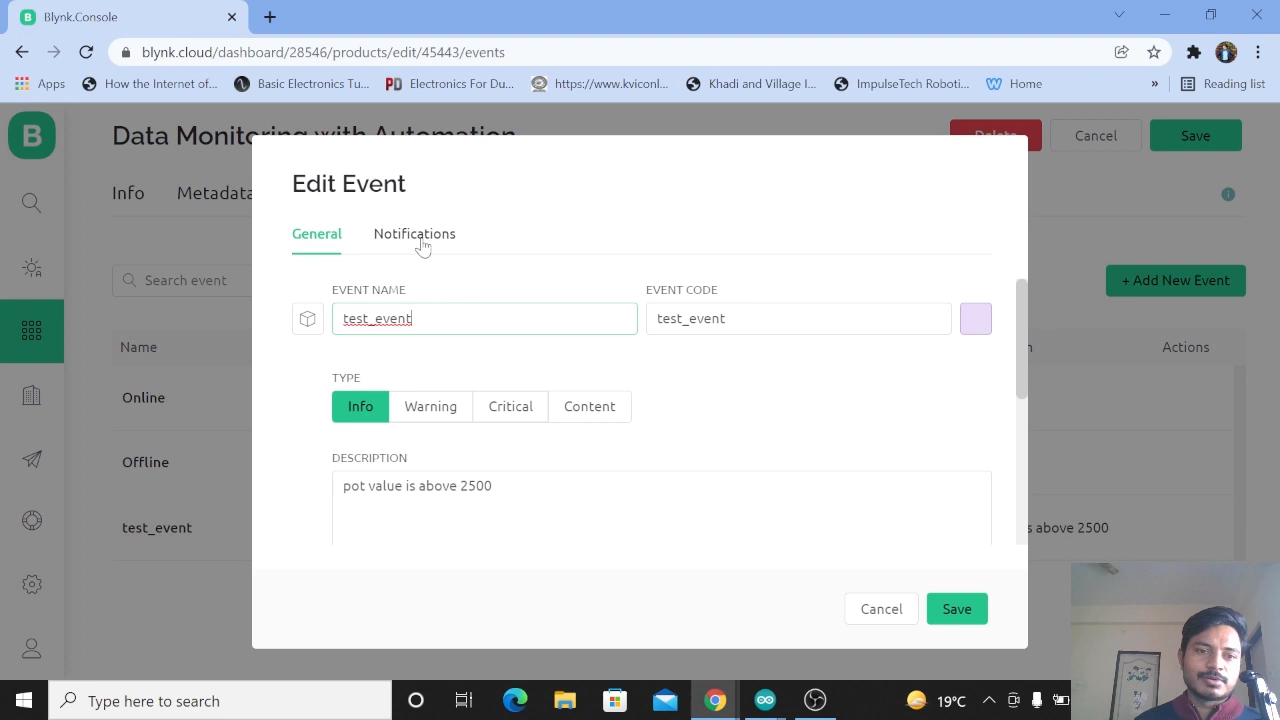 Blynk.Console
blynk.cloud/dashboard/28546/products/edit/45443/events
Apps
How the Internet of...
Basic Electronics Tu...
PD
Electronics For Du...
https://www.kviconl...
Khadi and Village I...
ImpulseTech Roboti...
Home
»
Reading list
B
Data Monitoring with Automation
Delete
Cancel
Save
Info
Metadata
Search event
+ Add New Event
Name
Actions
Online
Offline
test_event
s above 2500
Edit Event
General
Notifications
EVENT NAME
EVENT CODE
test_event
test_event
TYPE
Info
Warning
Critical
Content
DESCRIPTION
pot value is above 2500
Cancel
Save
Type here to search
19°C